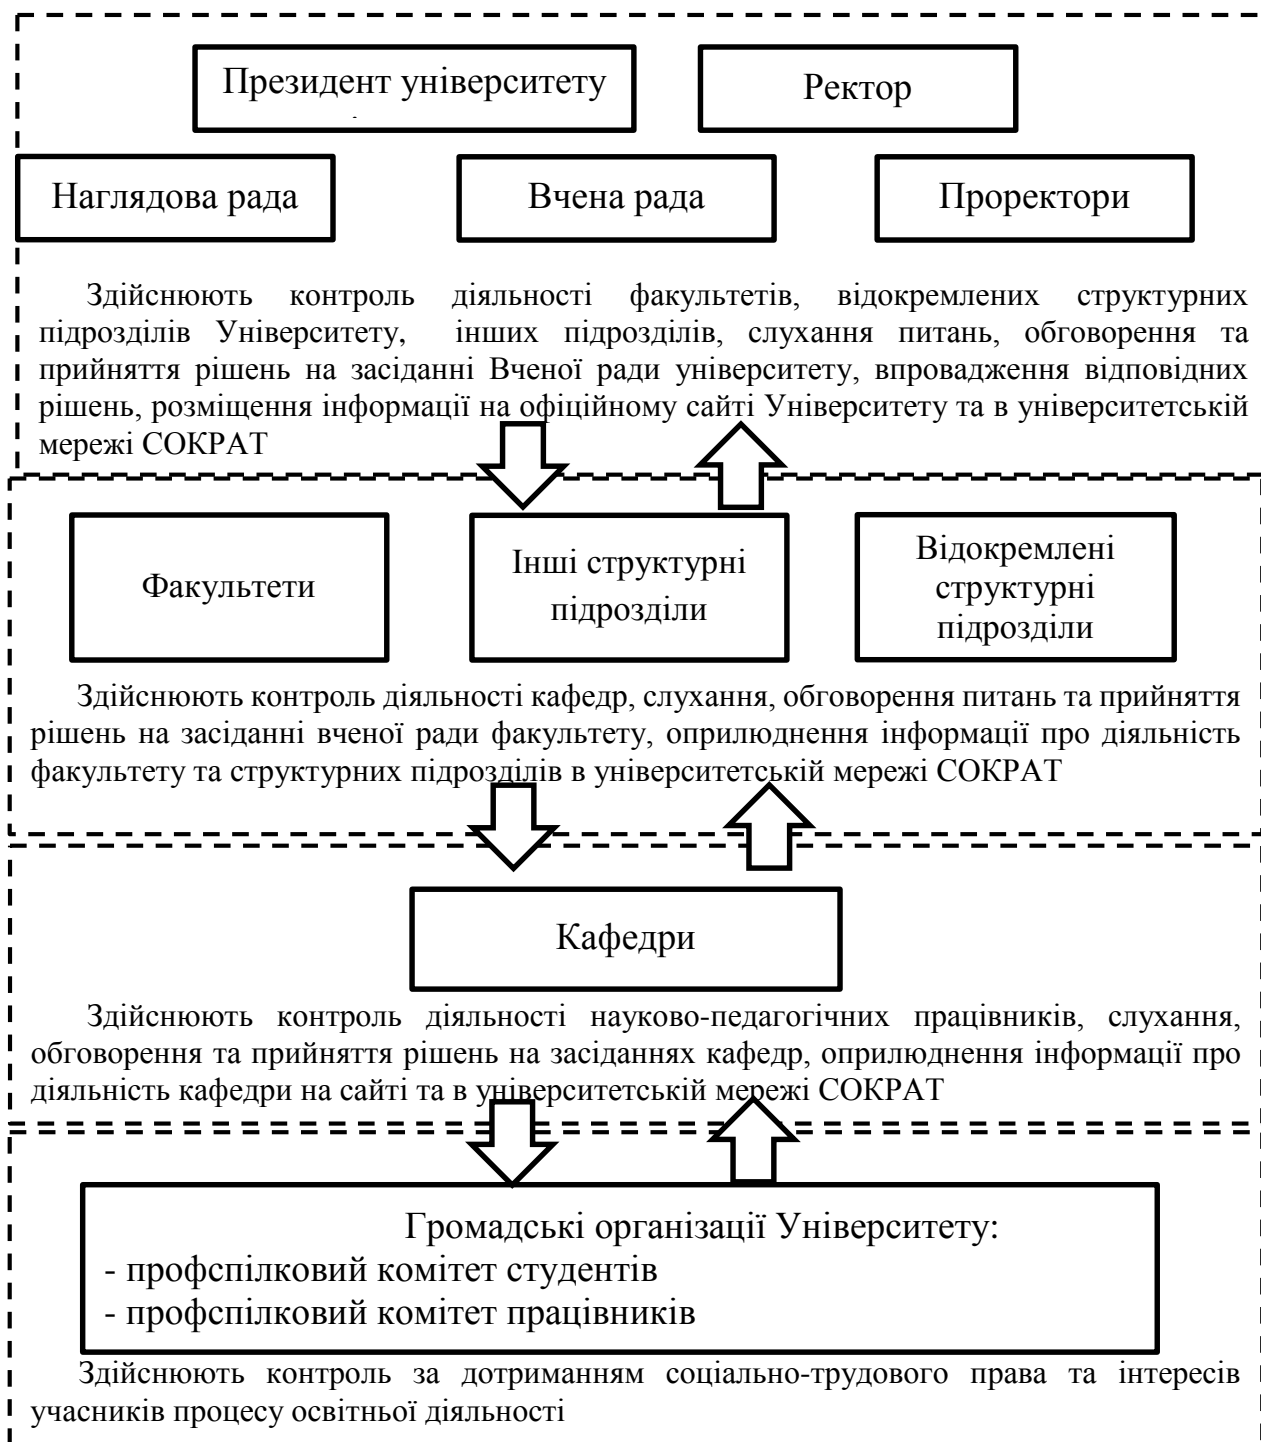 Президент університету
Ректор
Наглядова рада
Вчена рада
Проректори
Здійснюють контроль діяльності факультетів, відокремлених структурних
підрозділів Університету, інших підрозділів, слухання питань, обговорення та
прийняття рішень на засіданні Вченої ради університету, впровадження відповідних
рішень, розміщення інформації на офіційному сайті Університету та в університетській
мережі СОКРАТ
Факультети
Інші структурні
підрозділи
Відокремлені
структурні
підрозділи
Здійснюють контроль діяльності кафедр, слухання, обговорення питань та прийняття
рішень на засіданні вченої ради факультету, оприлюднення інформації про діяльність
факультету та структурних підрозділів в університетській мережі СОКРАТ
Кафедри
Здійснюють контроль діяльності науково-педагогічних працівників, слухання,
обговорення та прийняття рішень на засіданнях кафедр, оприлюднення інформації про
діяльність кафедри на сайті та в університетській мережі СОКРАТ
Громадські організації Університету:
- профспілковий комітет студентів
- профспілковий комітет працівників
Здійснюють контроль за дотриманням соціально-трудового права та інтересів
учасників процесу освітньої діяльності